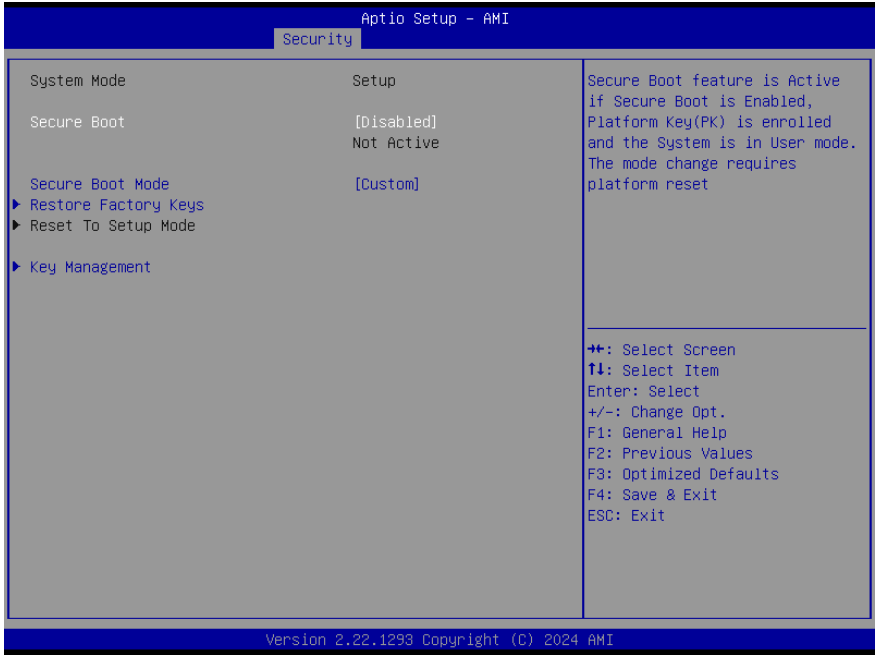 Aptio Setup – AMI
Security
System Mode Setup
Secure Boot [Disabled]
Not Active
Secure Boot Mode [Custom]
Restore Factory Keys
Reset To Setup Mode
Key Management
Secure Boot feature is Active
if Secure Boot is Enabled,
Platform Key(PK) is enrolled
and the System is in User mode.
The mode change requires
platform reset
→←: Select Screen
↑↓: Select Item
Enter: Select
+/-: Change Opt.
F1: General Help
F2: Previous Values
F3: Optimized Defaults
F4: Save & Exit
ESC: Exit
Version 2.22.1293 Copyright (C) 2024 AMI